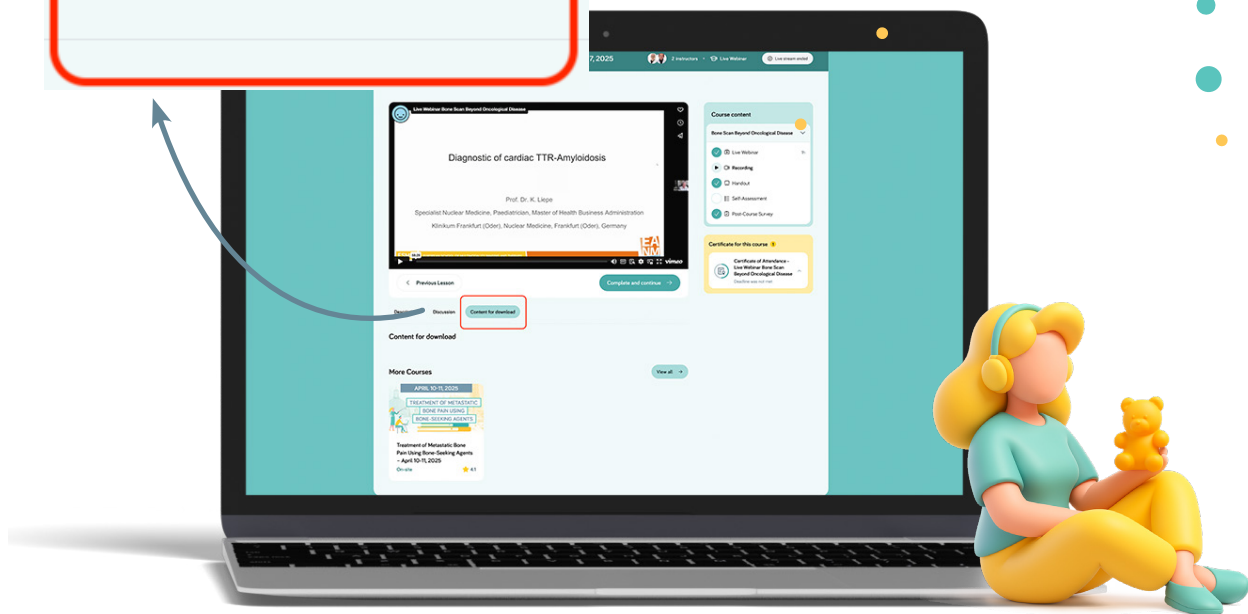 7, 2025
2 instructors
Live Webinar
Live stream ended
Live Webinar Bone Scan Beyond Oncological Disease
Diagnostic of cardiac TTR-Amyloidosis
Prof. Dr. K. Liepe
Specialist Nuclear Medicine, Paediatrician, Master of Health Business Administration
Klinikum Frankfurt (Oder), Nuclear Medicine, Frankfurt (Oder), Germany
EA
NM
vimeo
Previous Lesson
Complete and continue
Discussion
Content for download
Content for download
More Courses
View all
APRIL 10-11, 2025
TREATMENT OF METASTATIC
BONE PAIN USING
BONE-SEEKING AGENTS
Treatment of Metastatic Bone
Pain Using Bone-Seeking Agents
– April 10-11, 2025
On-site
4.1
Course content
Bone Scan Beyond Oncological Disease
Live Webinar
Recording
Handout
Self-Assessment
Post-Course Survey
Certificate for this course
Certificate of Attendance -
Live Webinar Bone Scan
Beyond Oncological Disease
Deadline was not met